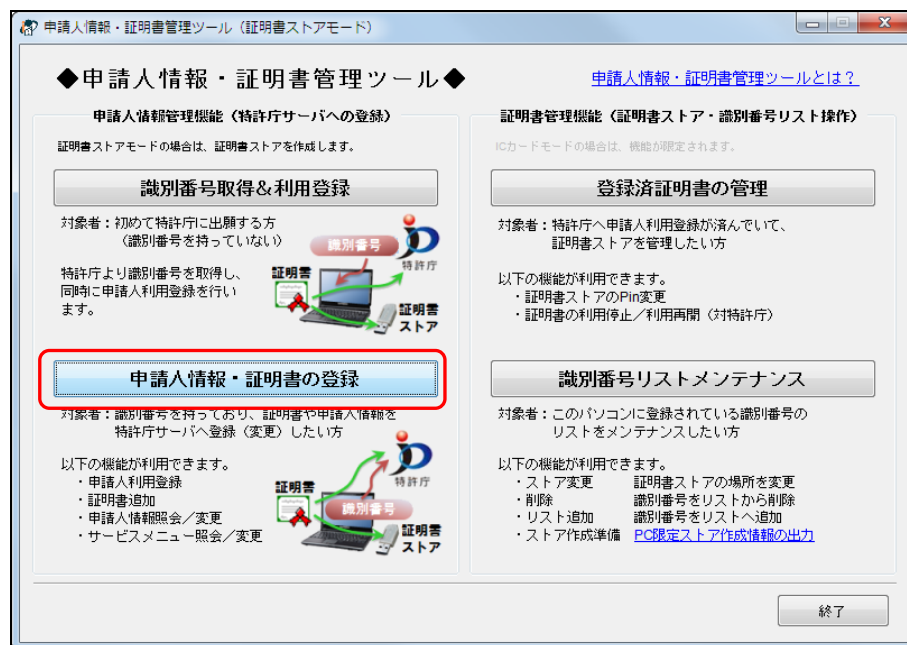 申請人情報・証明書管理ツール（証明書ストアモード）
◆申請人情報・証明書管理ツール◆
申請人情報・証明書管理ツールとは？
申請人情報管理機能（特許庁サーバへの登録）
証明書ストアモードの場合は、証明書ストアを作成します。
識別番号取得＆利用登録
対象者：初めて特許庁に出願する方
（識別番号を持っていない）
特許庁より識別番号を取得し、
同時に申請人利用登録を行い
ます。
識別番号
特許庁
証明書
証明書
ストア
申請人情報・証明書の登録
対象者：識別番号を持っており、証明書や申請人情報を
特許庁サーバへ登録（変更）したい方
以下の機能が利用できます。
・申請人利用登録
・証明書追加
・申請人情報照会／変更
・サービスメニュー照会／変更
証明書
特許庁
識別番号
証明書
ストア
証明書管理機能（証明書ストア・識別番号リスト操作）
ICカードモードの場合は、機能が限定されます。
登録済証明書の管理
対象者：特許庁へ申請人利用登録が済んでいて、
証明書ストアを管理したい方
以下の機能が利用できます。
・証明書ストアのPin変更
・証明書の利用停止／利用再開（対特許庁）
識別番号リストメンテナンス
対象者：このパソコンに登録されている識別番号の
リストをメンテナンスしたい方
以下の機能が利用できます。
・ストア変更 証明書ストアの場所を変更
・削除 識別番号をリストから削除
・リスト追加 識別番号をリストへ追加
・ストア作成準備 PC限定ストア作成情報の出力
終了